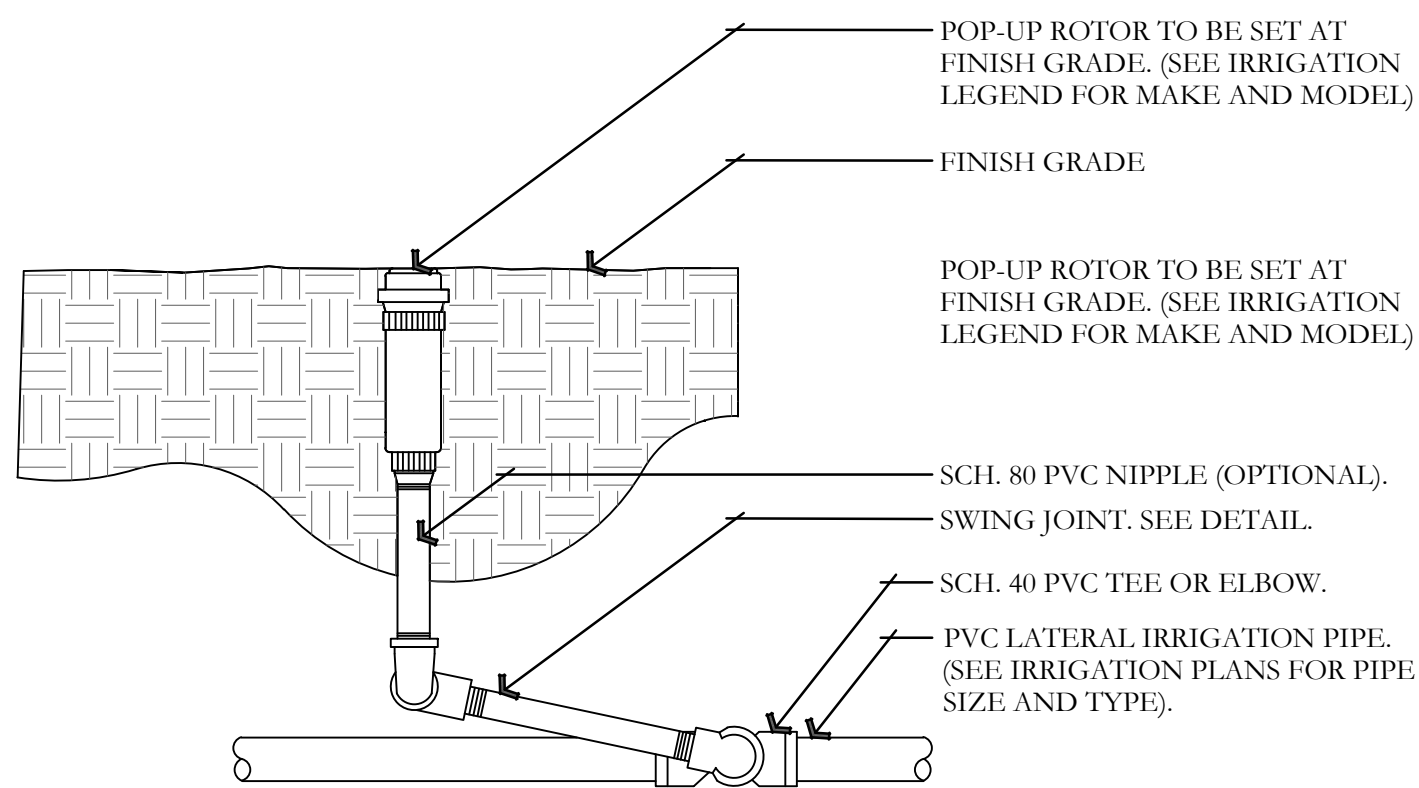 POP-UP ROTOR TO BE SET AT
FINISH GRADE. (SEE IRRIGATION
LEGEND FOR MAKE AND MODEL)
FINISH GRADE
POP-UP ROTOR TO BE SET AT
FINISH GRADE. (SEE IRRIGATION
LEGEND FOR MAKE AND MODEL)
SCH. 80 PVC NIPPLE (OPTIONAL).
SWING JOINT. SEE DETAIL.
SCH. 40 PVC TEE OR ELBOW.
PVC LATERAL IRRIGATION PIPE.
(SEE IRRIGATION PLANS FOR PIPE
SIZE AND TYPE).